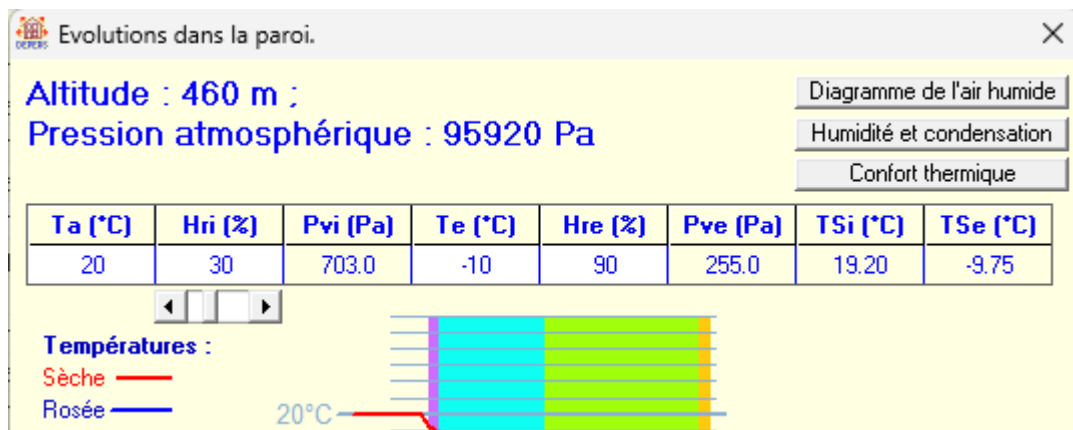 DEPERS
Evolutions dans la paroi.
Altitude : 460 m ;
Pression atmosphérique : 95920 Pa
Diagramme de l'air humide
Humidité et condensation
Confort thermique
Ta (°C) Hri (%) Pvi (Pa) Te (°C) Hre (%) Pve (Pa) TSi (°C) TSe (°C)
20 30 703.0 -10 90 255.0 19.20 -9.75
Températures :
Sèche
Rosée
20°C